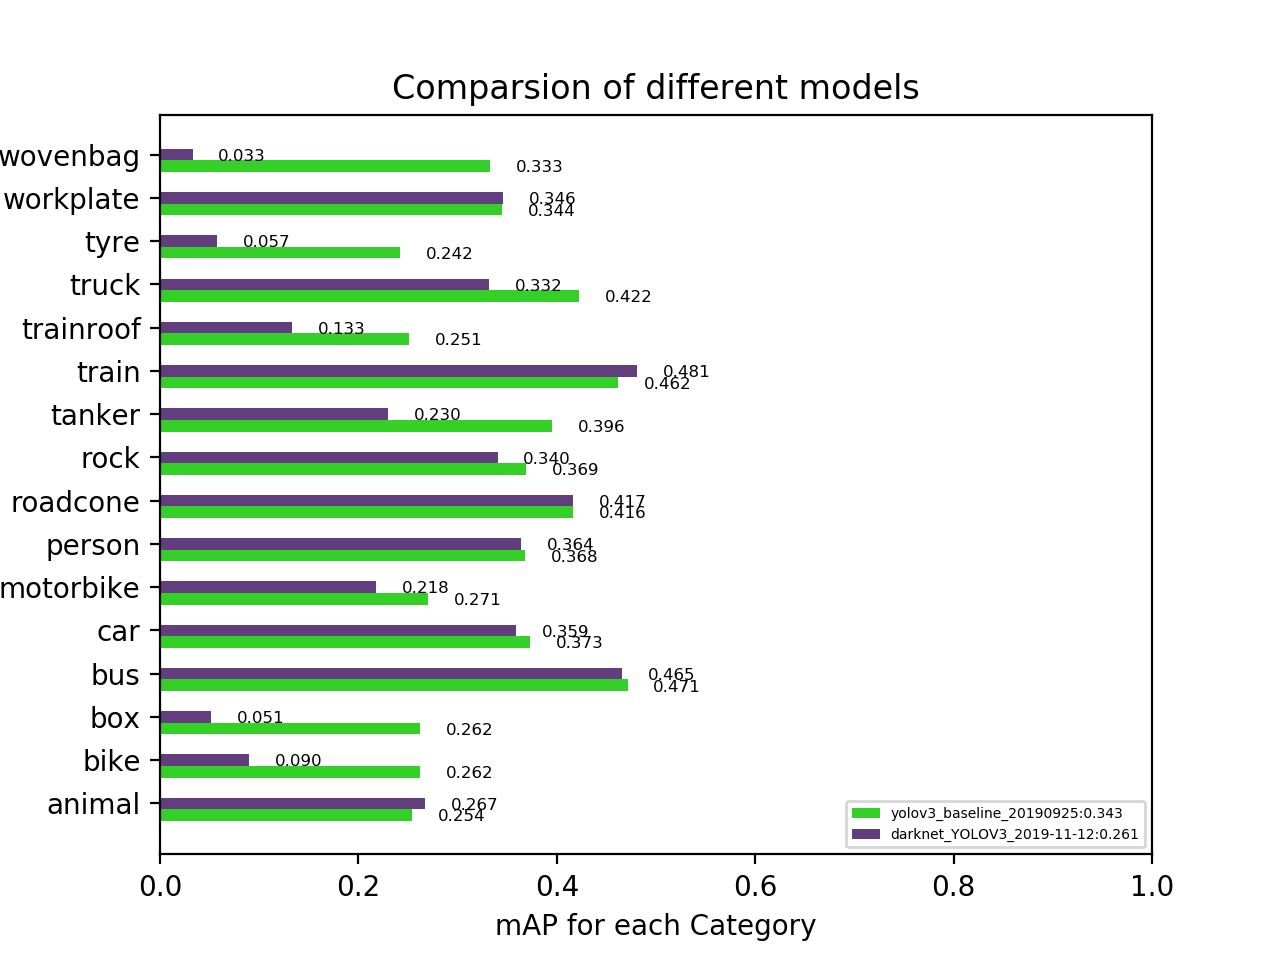 Comparsion of different models
wovenbag 0.033
0.333
workplate 0.346
0.344
tyre 0.057
0.242
truck 0.332
0.422
trainroof 0.133
0.251
train 0.481
0.462
tanker 0.230
0.396
rock 0.340
0.369
roadcone 0.417
0.416
person 0.364
0.368
motorbike 0.218
0.271
car 0.359
0.373
bus 0.465
0.471
box 0.051
0.262
bike 0.090
0.262
animal 0.267
0.254
yolov3_baseline_20190925:0.343
darknet_YOLOV3_2019-11-12:0.261
0.0 0.2 0.4 0.6 0.8 1.0
mAP for each Category